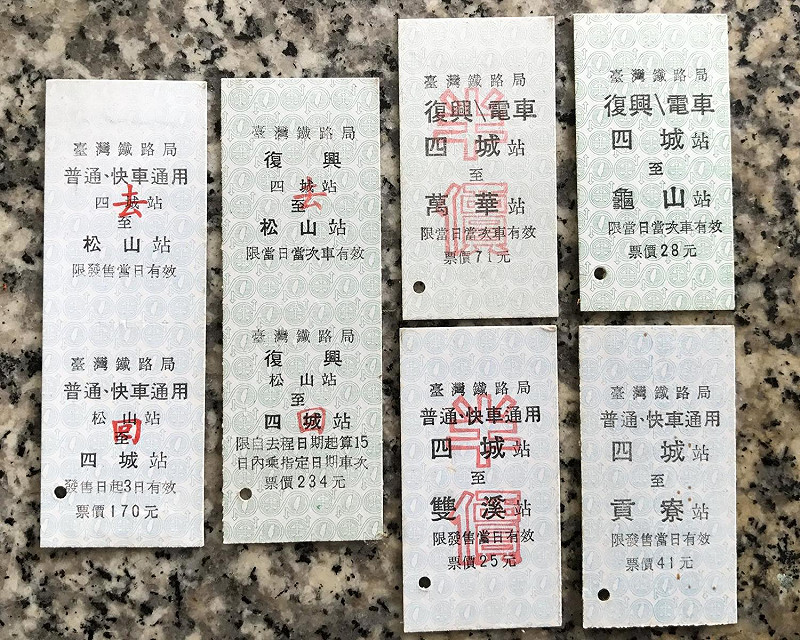 臺灣鐵路局
普通、快車通用
四城站
去
至
松山站
限發售當日有效
臺灣鐵路局
普通、快車通用
松山站
至
回
四城站
發售日起3日有效
票價170元
臺灣鐵路局
復興
四城站
去
至
松山站
限當日當次車有效
臺灣鐵路局
復興
松山站
至
四城站
回
限自去程日期起算15
日內乘指定日期車次
票價234元
臺灣鐵路局
復興\電車
四城站
至
萬華站
限當日當次車有效
票價71元
半價
臺灣鐵路局
復興\電車
四城站
至
龜山站
限當日當次車有效
票價28元
臺灣鐵路局
普通、快車通用
四城站
至
雙溪站
限發售當日有效
票價25元
半價
臺灣鐵路局
普通、快車通用
四城站
至
貢寮站
限發售當日有效
票價41元